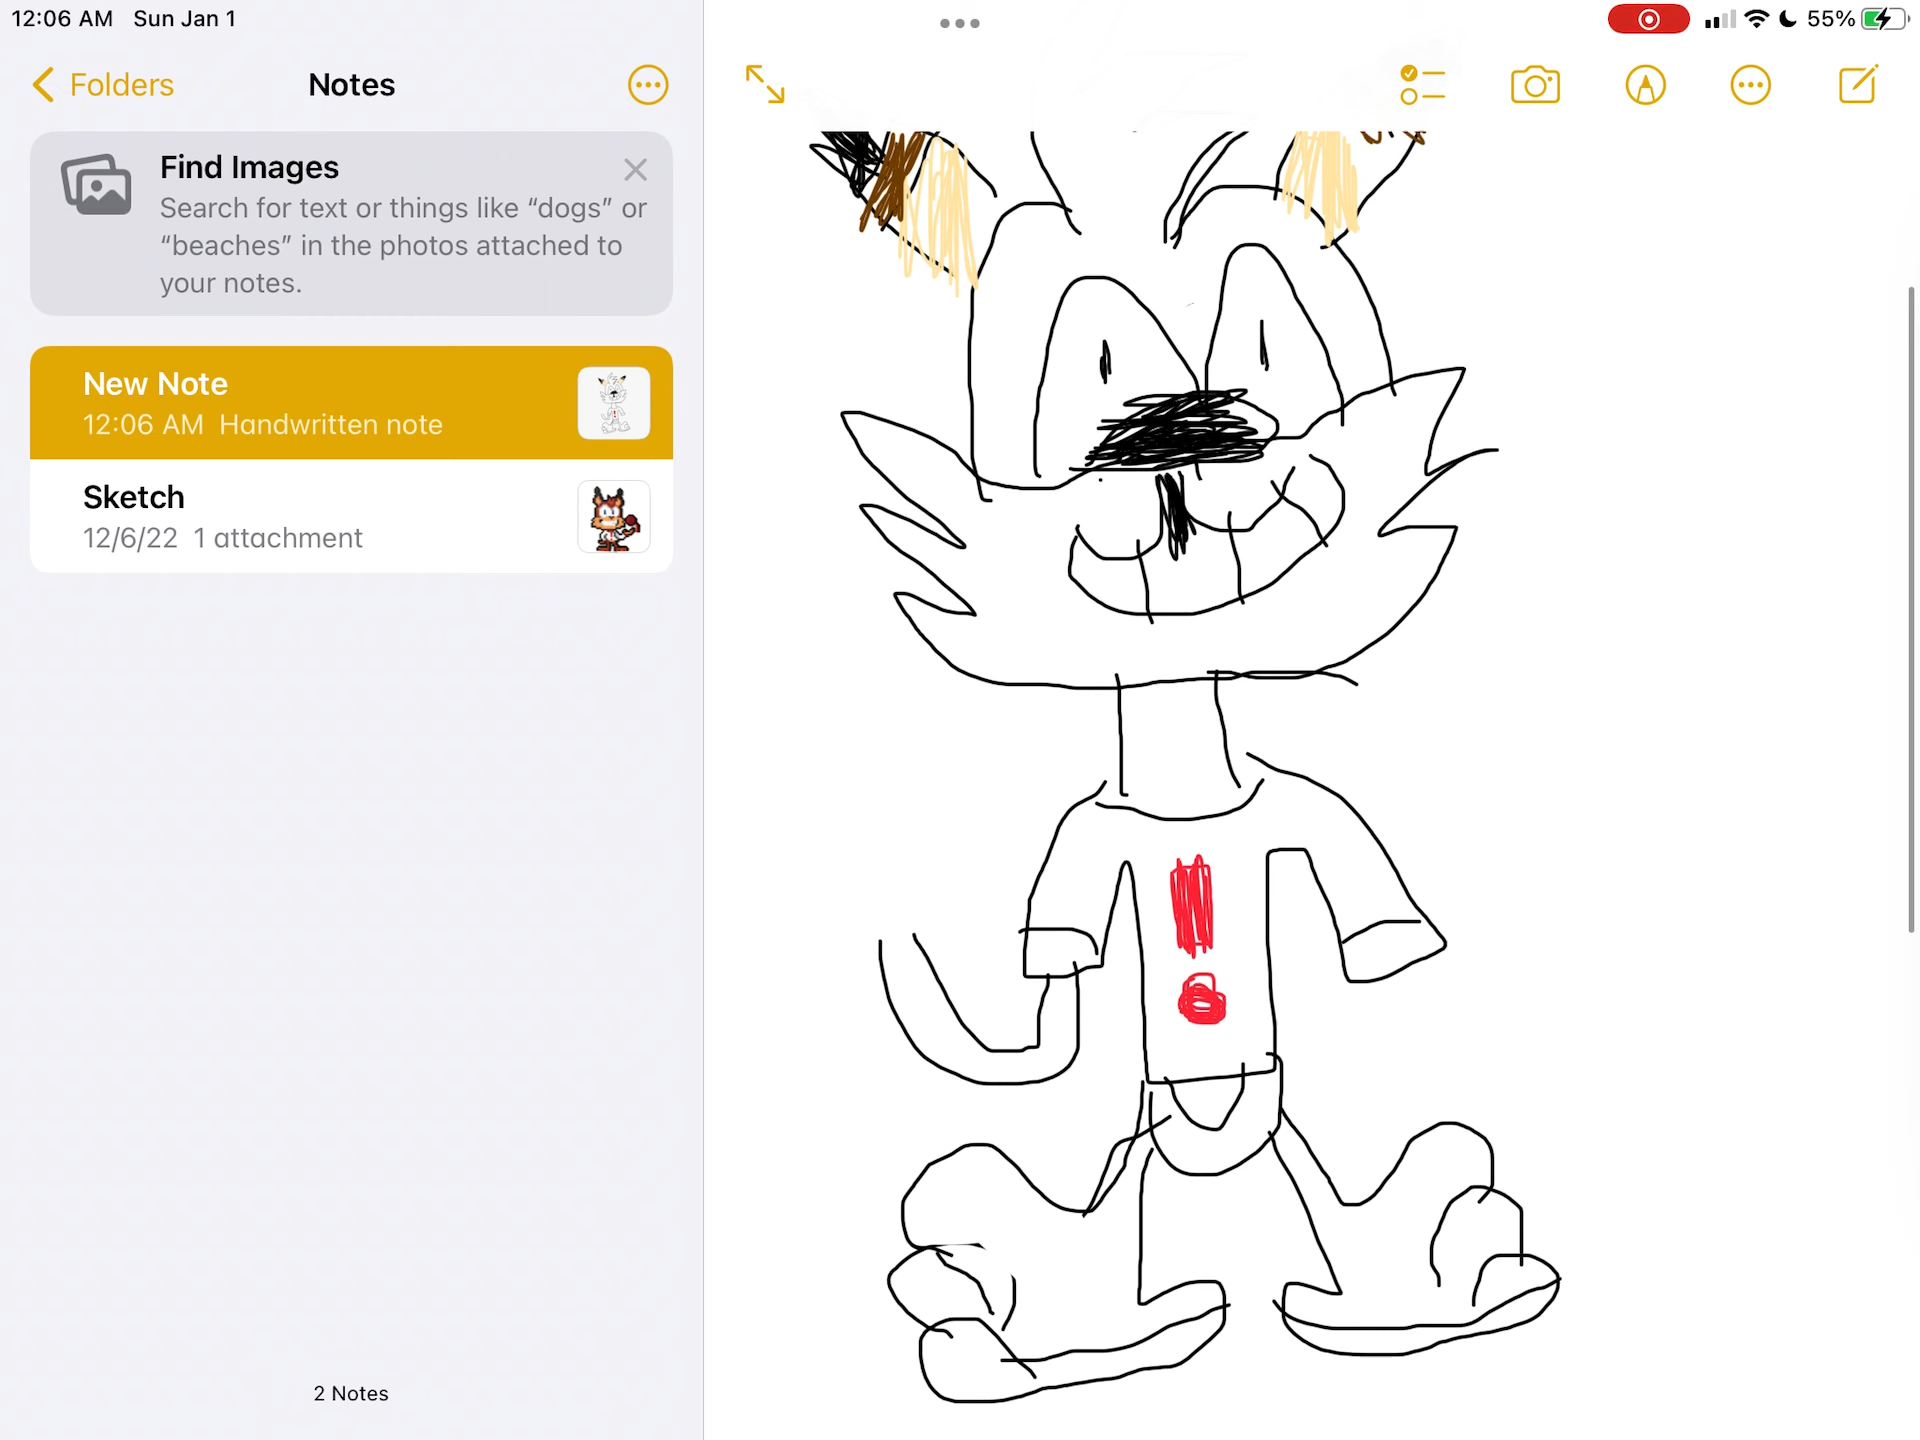 12:06 AM Sun Jan 1
55%
Folders
Notes
Find Images
Search for text or things like “dogs” or
“beaches” in the photos attached to
your notes.
New Note
12:06 AM Handwritten note
Sketch
12/6/22 1 attachment
2 Notes